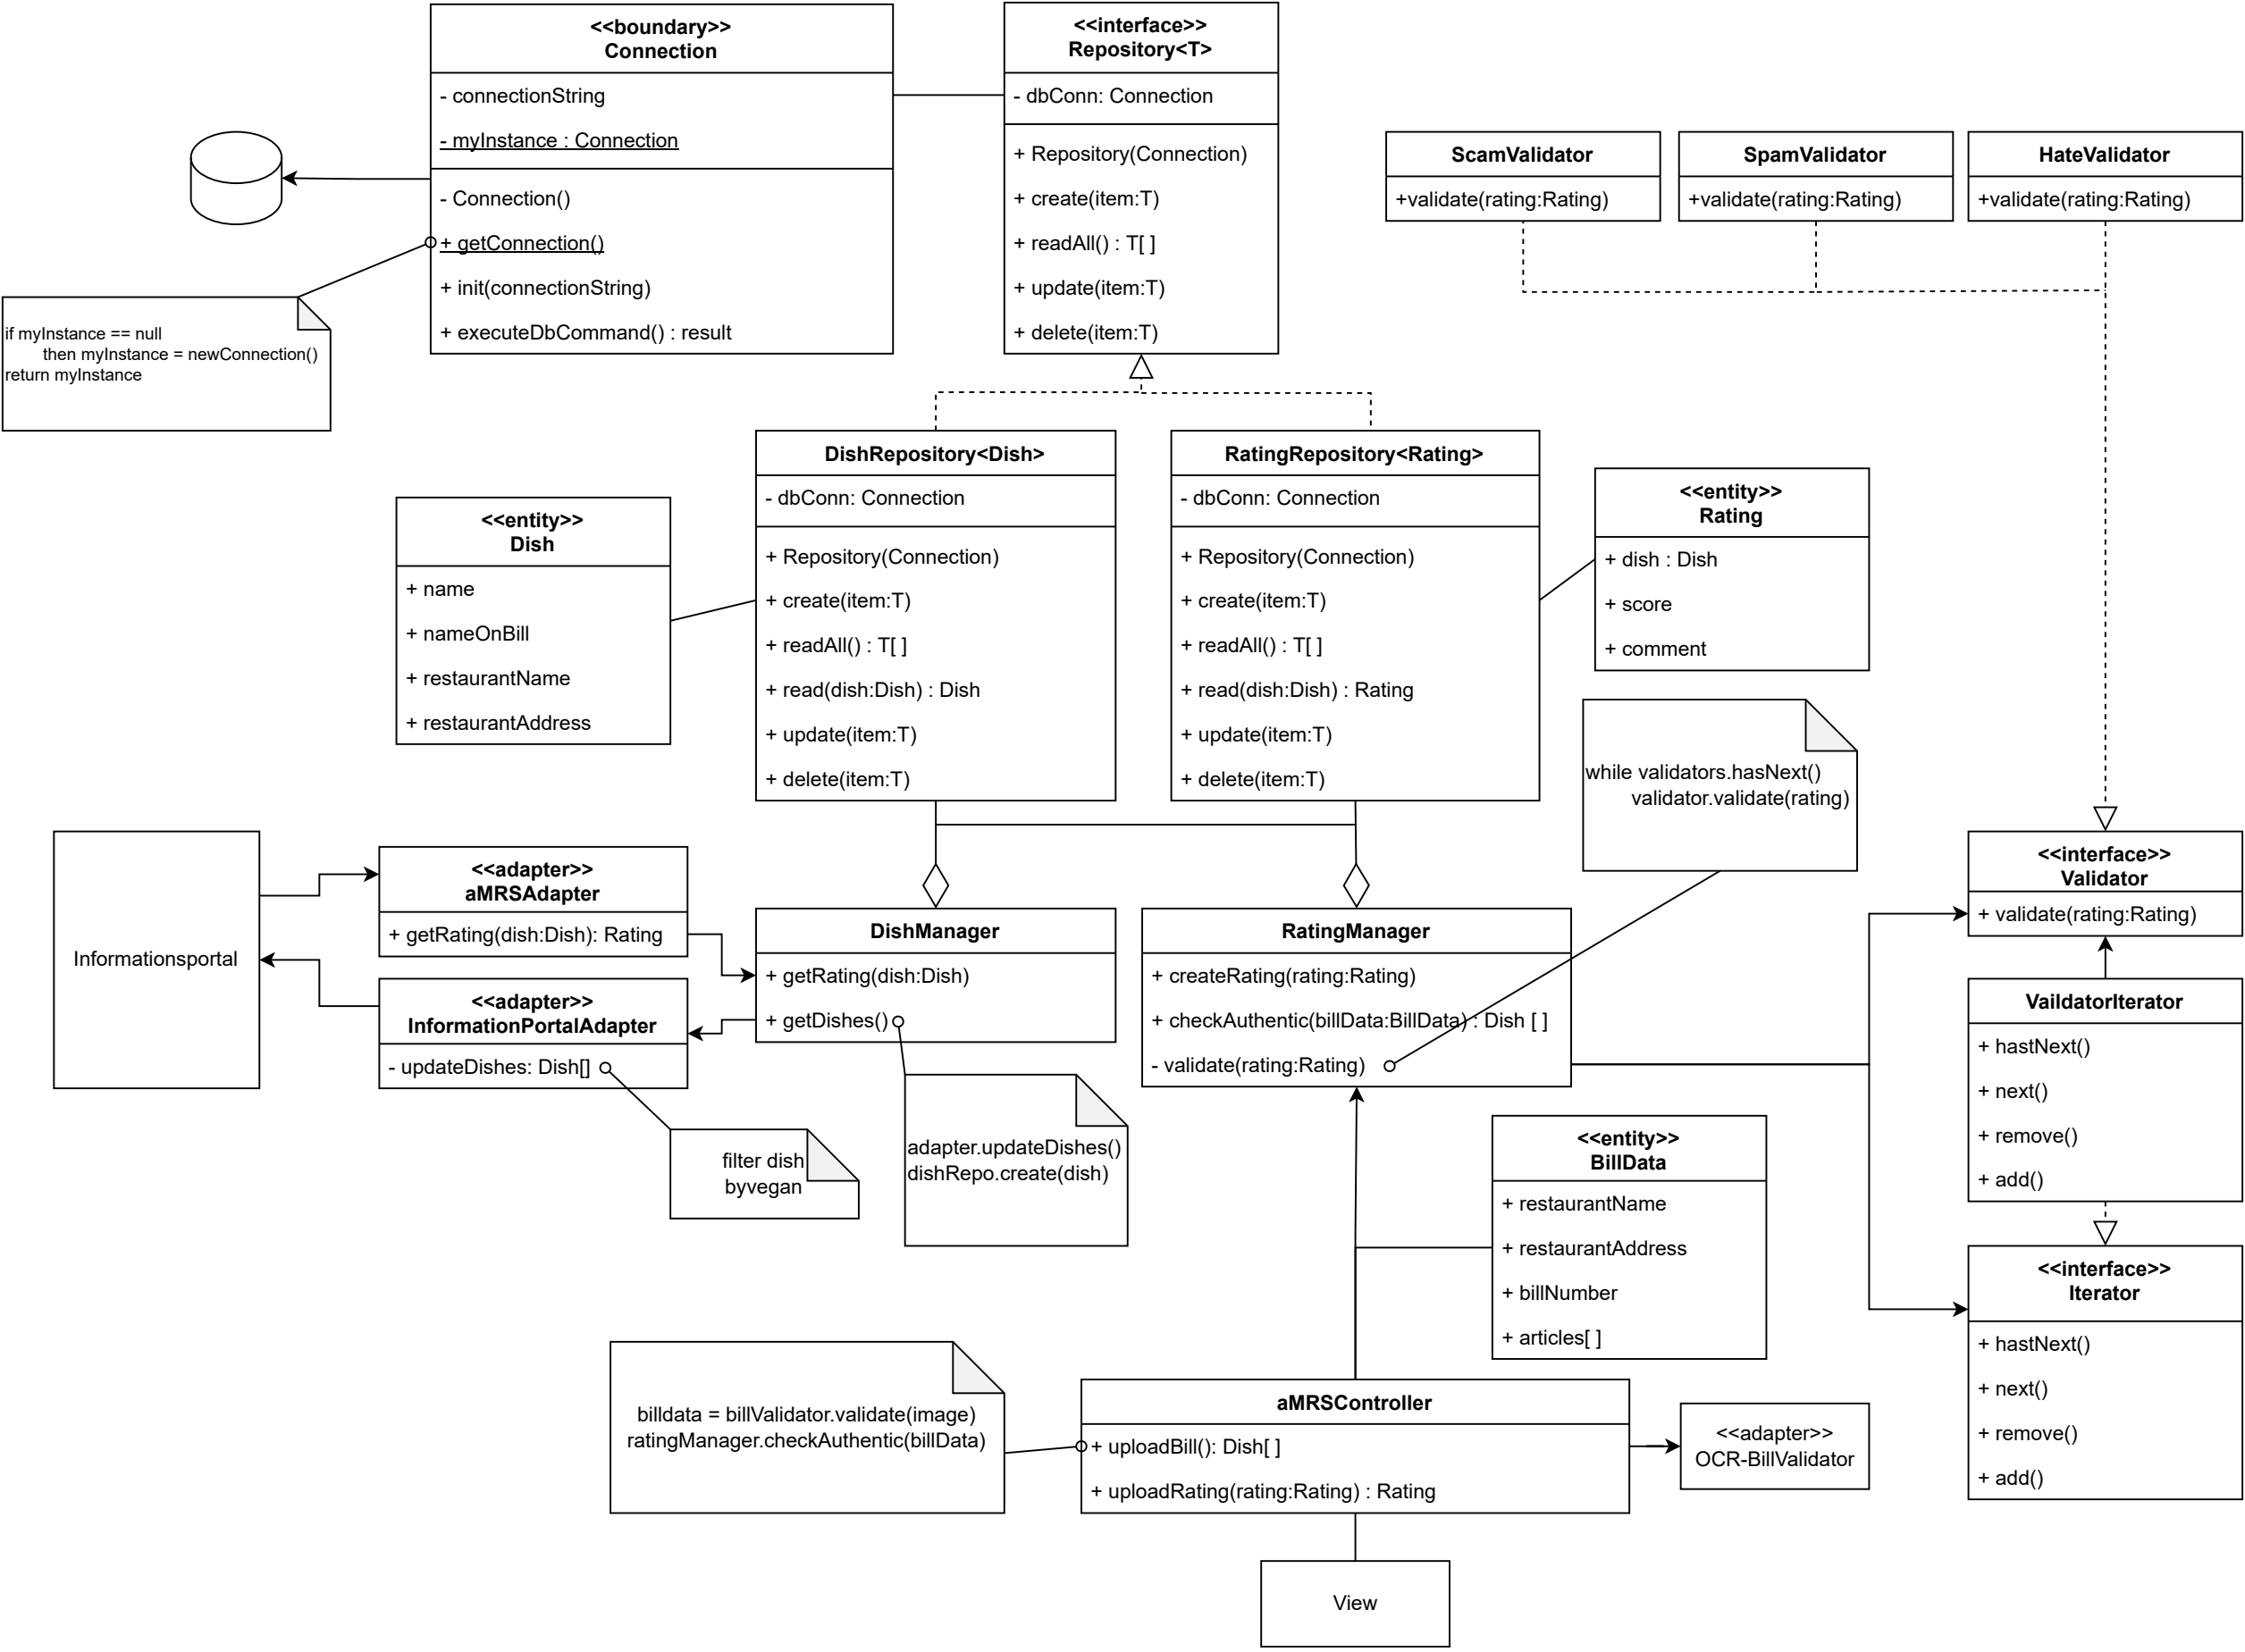 <<boundary>>
Connection
- connectionString
- myInstance : Connection
- Connection()
+ getConnection()
+ init(connectionString)
+ executeDbCommand() : result
if myInstance == null
then myInstance = newConnection()
return myInstance
<<interface>>
Repository<T>
- dbConn: Connection
+ Repository(Connection)
+ create(item:T)
+ readAll() : T[ ]
+ update(item:T)
+ delete(item:T)
ScamValidator
+validate(rating:Rating)
SpamValidator
+validate(rating:Rating)
HateValidator
+validate(rating:Rating)
<<entity>>
Dish
+ name
+ nameOnBill
+ restaurantName
+ restaurantAddress
DishRepository<Dish>
- dbConn: Connection
+ Repository(Connection)
+ create(item:T)
+ readAll() : T[ ]
+ read(dish:Dish) : Dish
+ update(item:T)
+ delete(item:T)
RatingRepository<Rating>
- dbConn: Connection
+ Repository(Connection)
+ create(item:T)
+ readAll() : T[ ]
+ read(dish:Dish) : Rating
+ update(item:T)
+ delete(item:T)
<<entity>>
Rating
+ dish : Dish
+ score
+ comment
while validators.hasNext()
validator.validate(rating)
Informationsportal
<<adapter>>
aMRSAdapter
+ getRating(dish:Dish): Rating
<<adapter>>
InformationPortalAdapter
- updateDishes: Dish[]
filter dish
byvegan
DishManager
+ getRating(dish:Dish)
+ getDishes()
adapter.updateDishes()
dishRepo.create(dish)
RatingManager
+ createRating(rating:Rating)
+ checkAuthentic(billData:BillData) : Dish [ ]
- validate(rating:Rating)
<<interface>>
Validator
+ validate(rating:Rating)
VaildatorIterator
+ hastNext()
+ next()
+ remove()
+ add()
<<interface>>
Iterator
+ hastNext()
+ next()
+ remove()
+ add()
<<entity>>
BillData
+ restaurantName
+ restaurantAddress
+ billNumber
+ articles[ ]
billdata = billValidator.validate(image)
ratingManager.checkAuthentic(billData)
aMRSController
+ uploadBill(): Dish[ ]
+ uploadRating(rating:Rating) : Rating
<<adapter>>
OCR-BillValidator
View